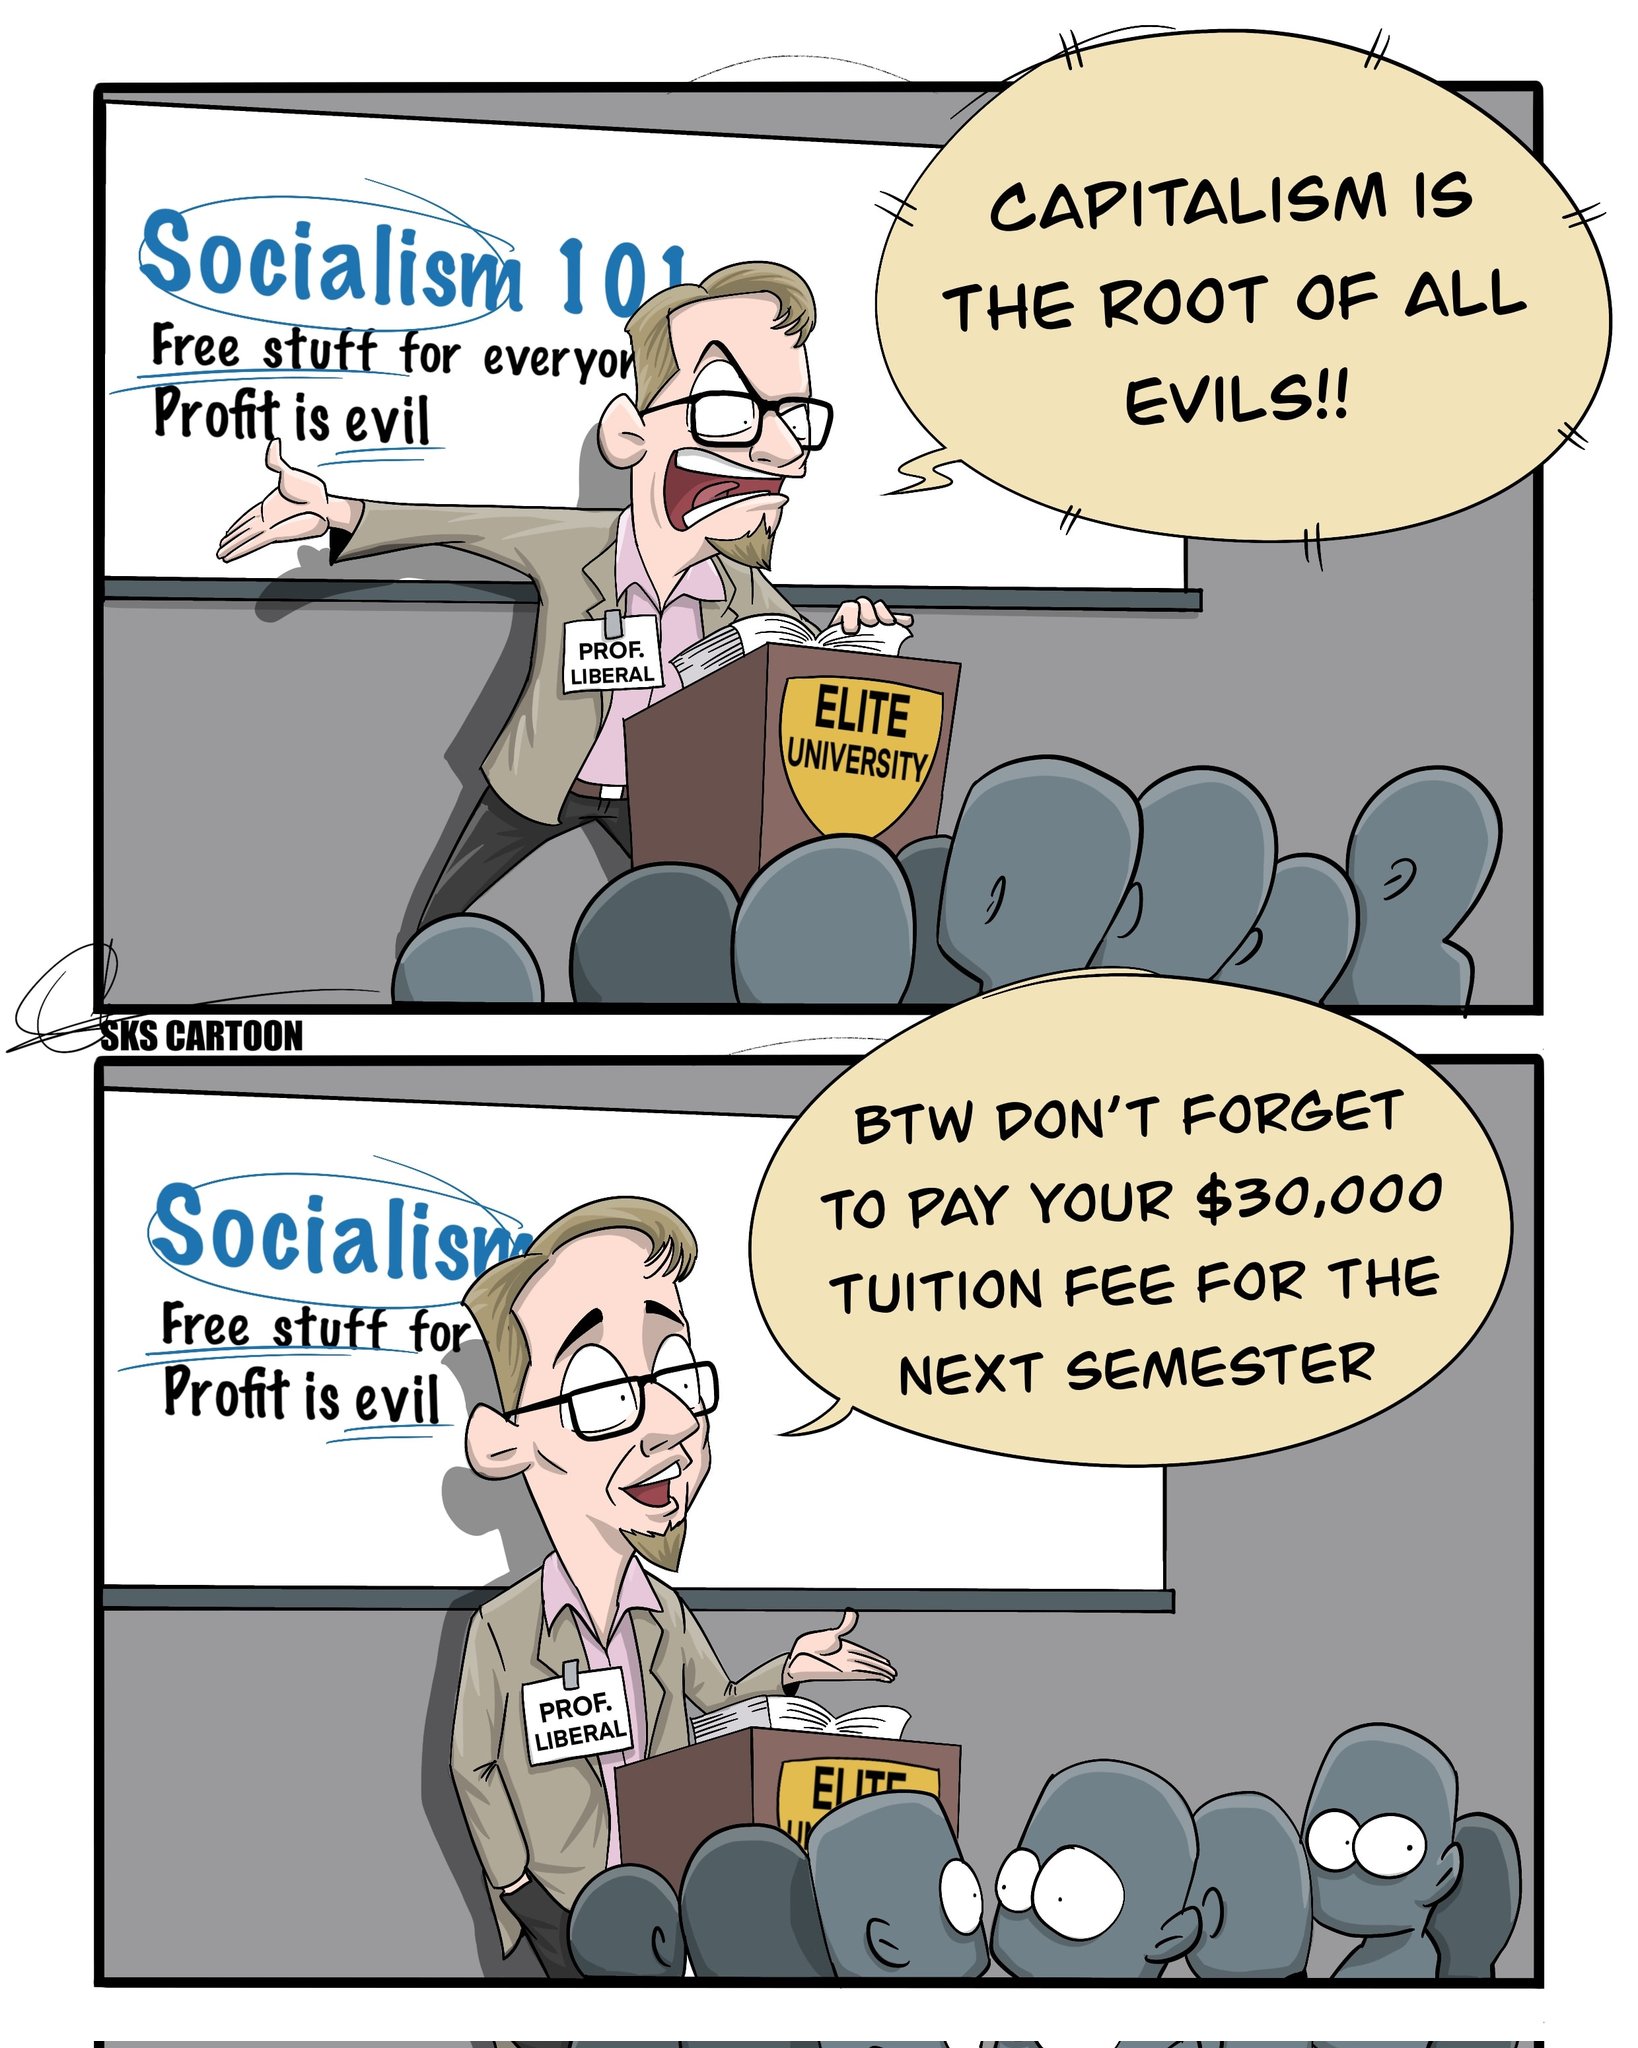 CAPITALISM IS
THE ROOT OF ALL
EVILS!!
Socialism 101
Free stuff for everyon
Profit is evil
PROF.
LIBERAL
ELITE
UNIVERSITY
SKS CARTOON
BTW DON'T FORGET
TO PAY YOUR $30,000
TUITION FEE FOR THE
NEXT SEMESTER
Socialism
Free stuff for
Profit is evil
PROF.
LIBERAL
ELITE
UN